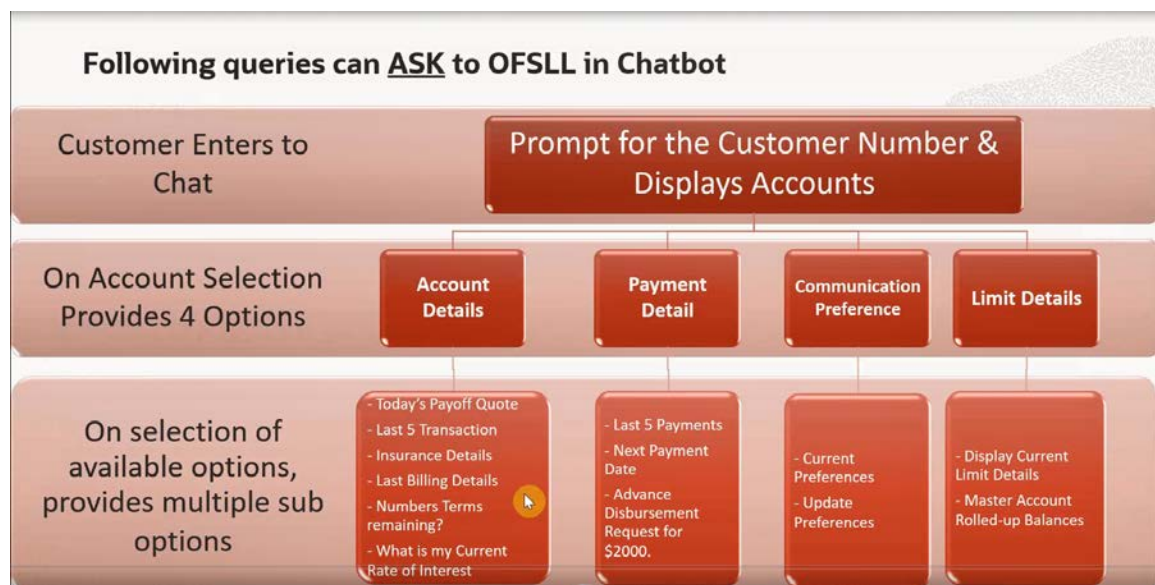 Following queries can ASK to OFSLL in Chatbot
Customer Enters to
Chat
Prompt for the Customer Number &
Displays Accounts
On Account Selection
Provides 4 Options
Account
Details
Payment
Detail
Communication
Preference
Limit Details
On selection of
available options,
provides multiple sub
options
- Today's Payoff Quote
- Last 5 Transaction
- Insurance Details
- Last Billing Details
- Numbers Terms
remaining?
- What is my Current
Rate of Interest
- Last 5 Payments
- Next Payment
Date
- Advance
Disbursement
Request for
$2000.
- Current
Preferences
- Update
Preferences
- Display Current
Limit Details
- Master Account
Rolled-up Balances